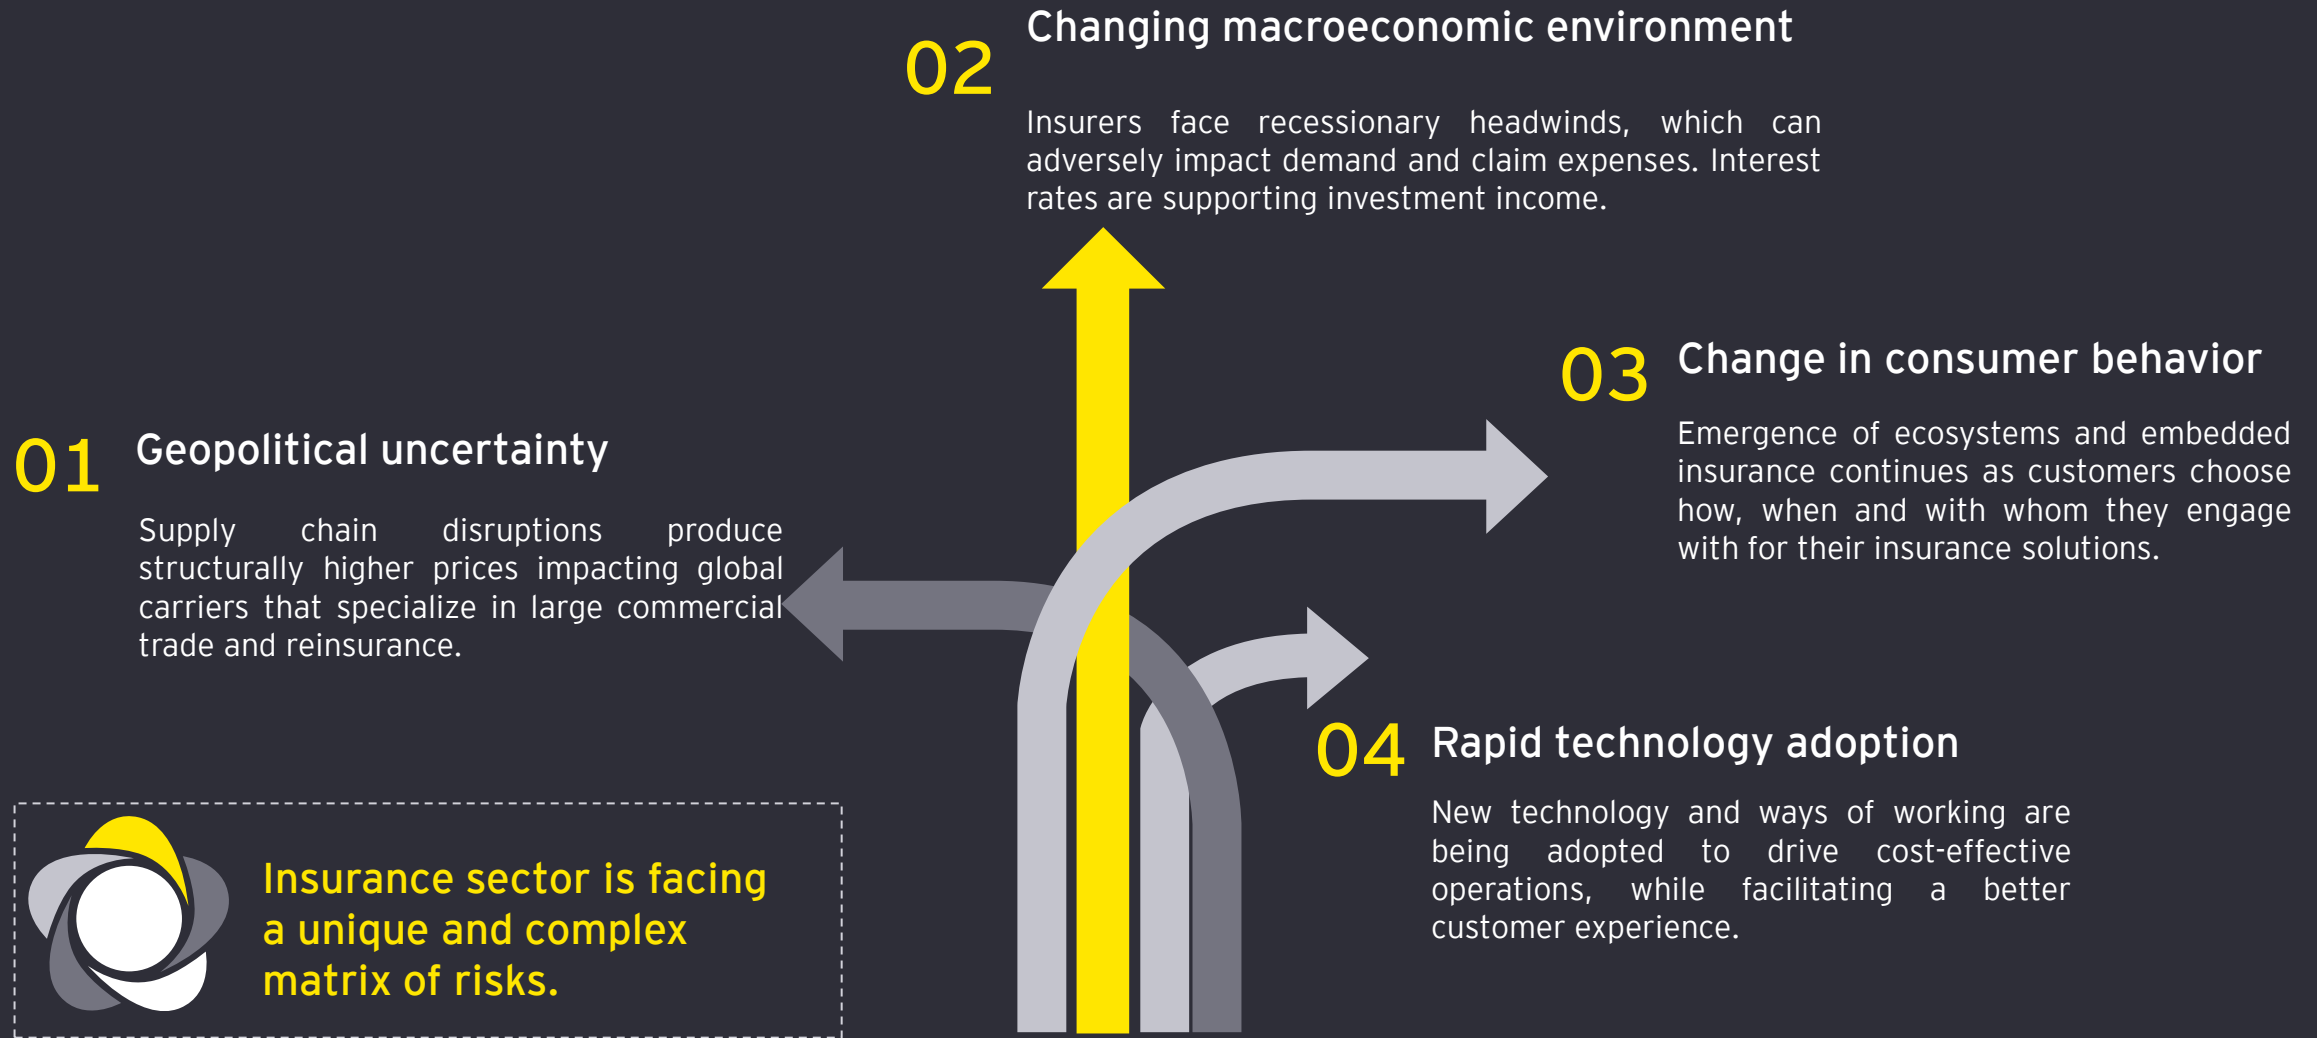 01
Geopolitical uncertainty
Supply chain disruptions produce
structurally higher prices impacting global
carriers that specialize in large commercial
trade and reinsurance.
02
Changing macroeconomic environment
Insurers face recessionary headwinds, which can
adversely impact demand and claim expenses. Interest
rates are supporting investment income.
03
Change in consumer behavior
Emergence of ecosystems and embedded
insurance continues as customers choose
how, when and with whom they engage
with for their insurance solutions.
04
Rapid technology adoption
New technology and ways of working are
being adopted to drive cost-effective
operations, while facilitating a better
customer experience.
Insurance sector is facing
a unique and complex
matrix of risks.